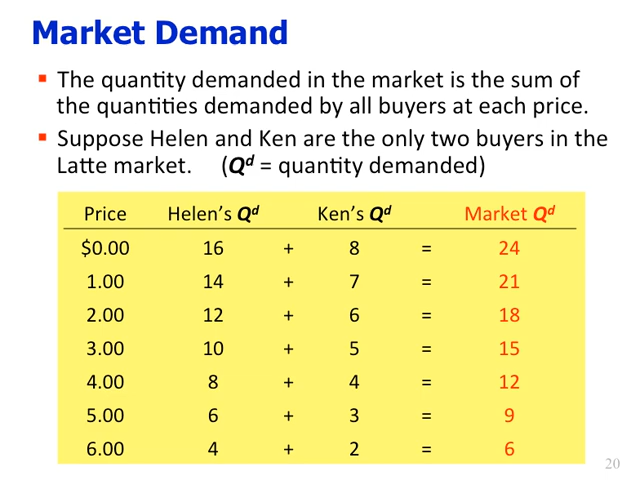 Market Demand
▪ The quantity demanded in the market is the sum of
the quantities demanded by all buyers at each price.
▪ Suppose Helen and Ken are the only two buyers in the
Latte market. (Qᵈ = quantity demanded)
Price Helen’s Qᵈ Ken’s Qᵈ Market Qᵈ
$0.00 16 + 8 = 24
1.00 14 + 7 = 21
2.00 12 + 6 = 18
3.00 10 + 5 = 15
4.00 8 + 4 = 12
5.00 6 + 3 = 9
6.00 4 + 2 = 6
20